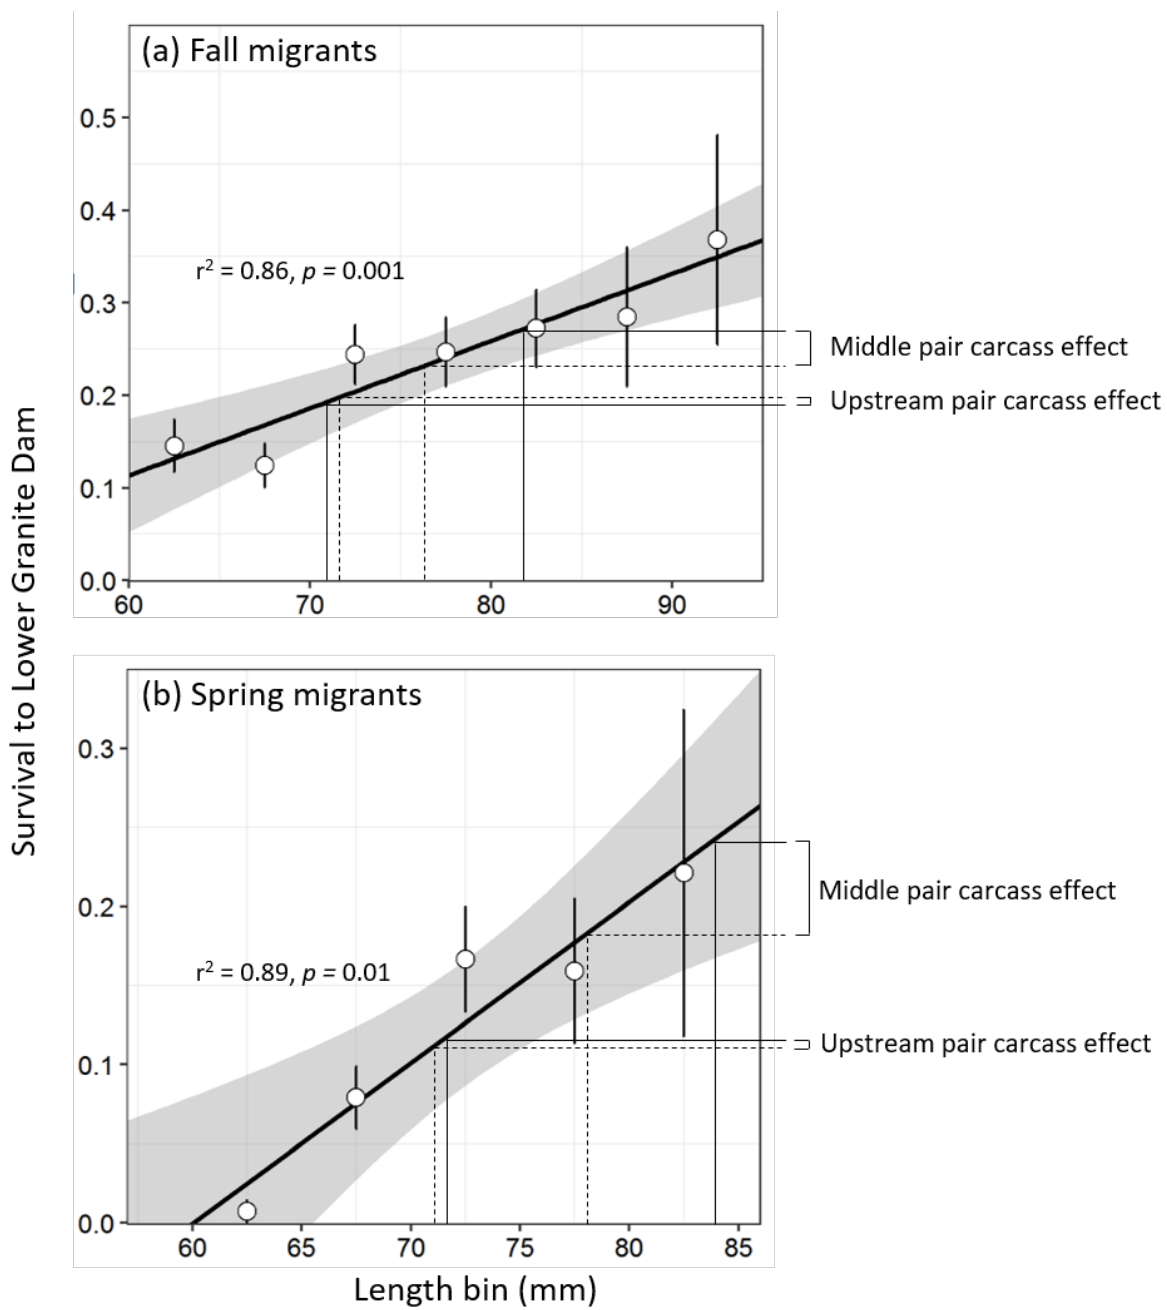 (a) Fall migrants
0.5
0.4
0.3
0.2
0.1
0.0
r² = 0.86, p = 0.001
Middle pair carcass effect
Upstream pair carcass effect
60 70 80 90
Survival to Lower Granite Dam
(b) Spring migrants
0.3
0.2
0.1
0.0
r² = 0.89, p = 0.01
Middle pair carcass effect
Upstream pair carcass effect
60 65 70 75 80 85
Length bin (mm)